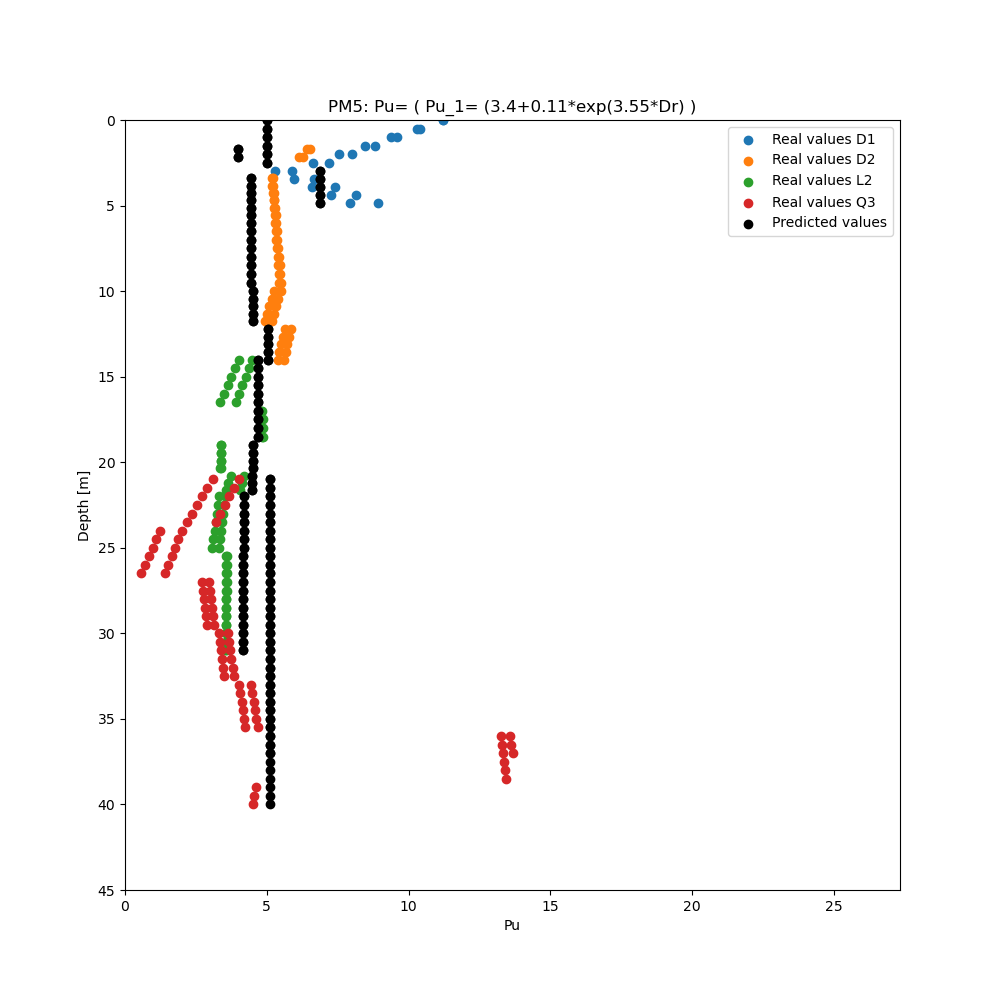 PM5: Pu= ( Pu_1= (3.4+0.11*exp(3.55*Dr) )
Real values D1
Real values D2
Real values L2
Real values Q3
Predicted values
Depth [m]
0
5
10
15
20
25
30
35
40
45
0 5 10 15 20 25
Pu